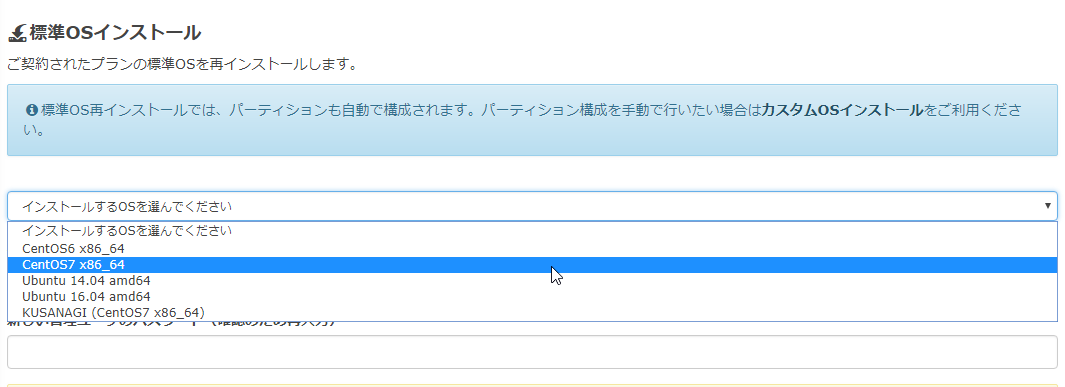 標準OSインストール
ご契約されたプランの標準OSを再インストールします。
標準OS再インストールでは、パーティションも自動で構成されます。パーティション構成を手動で行いたい場合はカスタムOSインストールをご利用くださ
い。
インストールするOSを選んでください
インストールするOSを選んでください
CentOS6 x86_64
CentOS7 x86_64
Ubuntu 14.04 amd64
Ubuntu 16.04 amd64
KUSANAGI (CentOS7 x86_64)